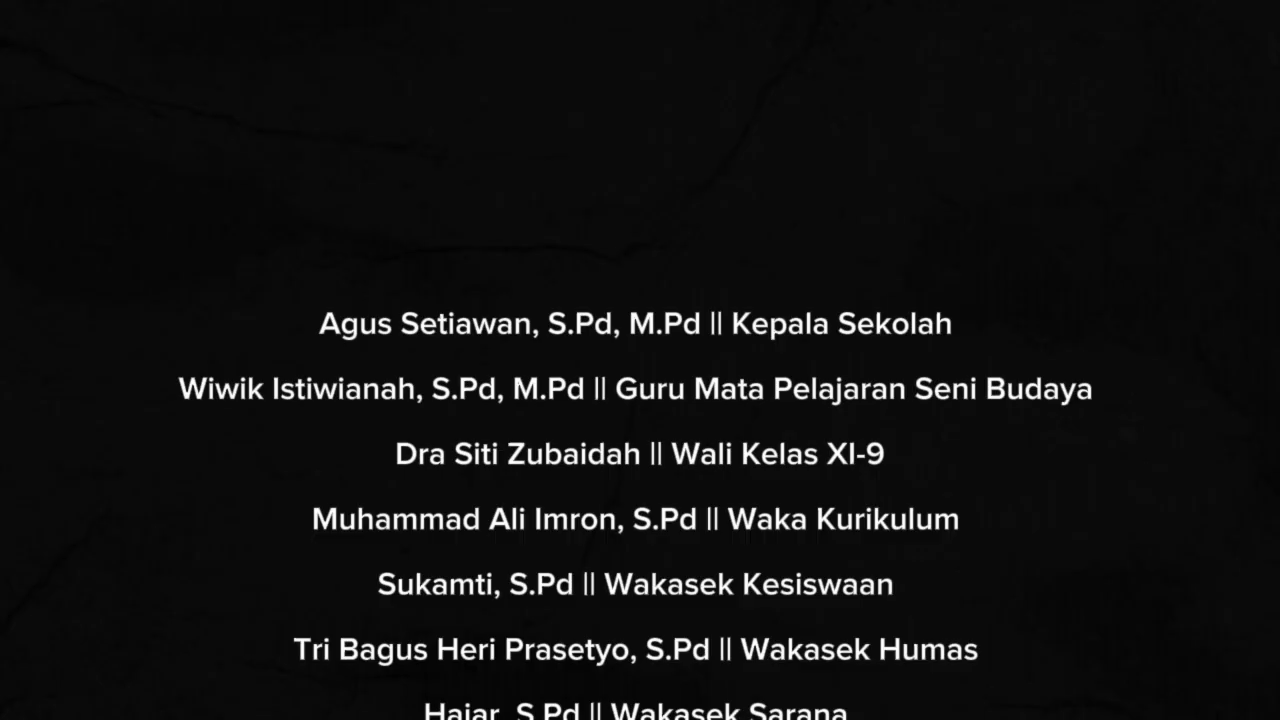 Agus Setiawan, S.Pd, M.Pd || Kepala Sekolah
Wiwik Istiwianah, S.Pd, M.Pd || Guru Mata Pelajaran Seni Budaya
Dra Siti Zubaidah || Wali Kelas XI-9
Muhammad Ali Imron, S.Pd || Waka Kurikulum
Sukamti, S.Pd || Wakasek Kesiswaan
Tri Bagus Heri Prasetyo, S.Pd || Wakasek Humas
S.Pd || Wakasek Sarana